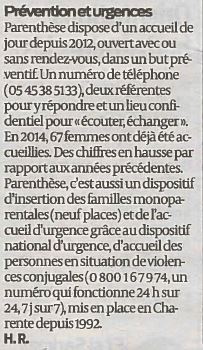 Prévention et urgences
Parenthèse dispose d'un accueil de
jour depuis 2012, ouvert avec ou
sans rendez-vous, dans un but pré-
ventif. Un numéro de téléphone
(05 45 38 51 33), deux référentes
pour y répondre et un lieu confi-
dentiel pour « écouter, échanger ».
En 2014, 67 femmes ont déjà été ac-
cueillies. Des chiffres en hausse par
rapport aux années précédentes.
Parenthèse, c'est aussi un dispositif
d'insertion des familles monopa-
rentales (neuf places) et de l'ac-
cueil d'urgence grâce au dispositif
national d'urgence, d'accueil des
personnes en situation de violen-
ces conjugales (0 800 16 79 74, un
numéro qui fonctionne 24 h sur
24, 7 j sur 7), mis en place en Cha-
rente depuis 1992.
H. R.